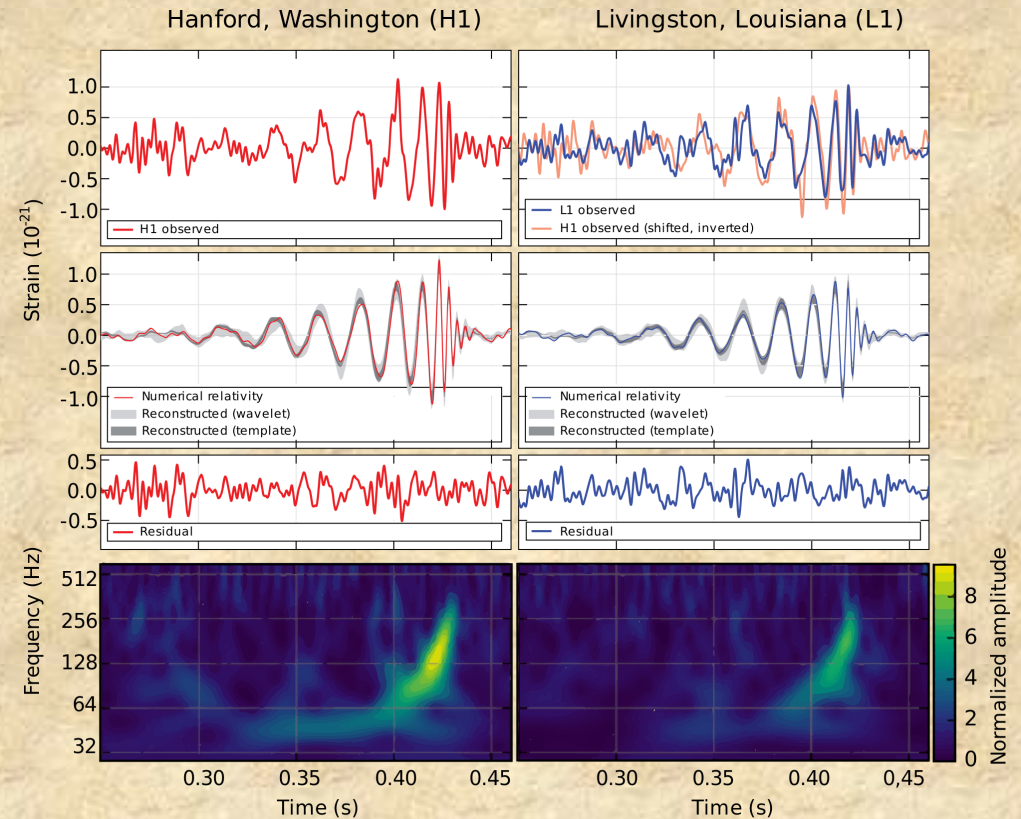 Hanford, Washington (H1)
Livingston, Louisiana (L1)
Strain (10⁻²¹)
1.0
0.5
0.0
-0.5
-1.0
H1 observed
L1 observed
H1 observed (shifted, inverted)
1.0
0.5
0.0
-0.5
-1.0
Numerical relativity
Reconstructed (wavelet)
Reconstructed (template)
Numerical relativity
Reconstructed (wavelet)
Reconstructed (template)
0.5
0.0
-0.5
Residual
Residual
Frequency (Hz)
512
256
128
64
32
0.30
0.35
0.40
0.45
Time (s)
0.30
0.35
0.40
0,45
Time (s)
8
6
4
2
0
Normalized amplitude